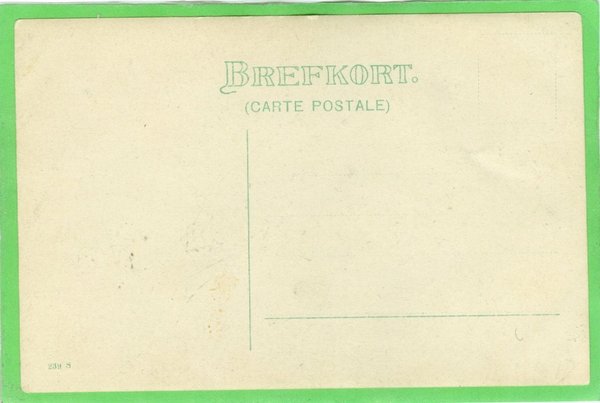 BREFKORT.
(CARTE POSTALE)
239 S